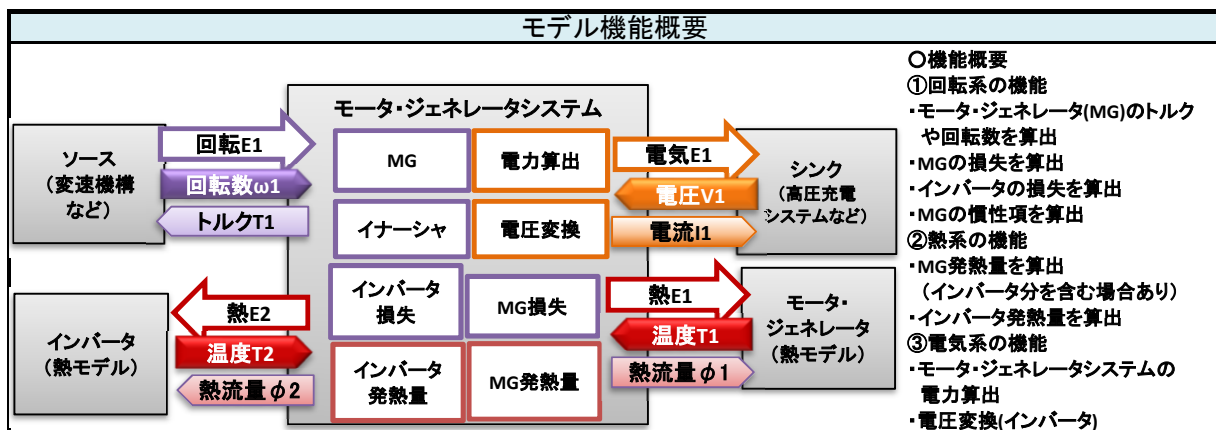 モデル機能概要
ソース
(変速機構
など)
回転E1
回転数ω1
トルクT1
モータ・ジェネレータシステム
MG
電力算出
イナーシャ
電圧変換
インバータ
損失
MG損失
インバータ
発熱量
MG発熱量
電気E1
電圧V1
電流I1
シンク
(高圧充電
システムなど)
インバータ
(熱モデル)
熱E2
温度T2
熱流量φ2
熱E1
温度T1
熱流量φ1
モータ・
ジェネレータ
(熱モデル)
○機能概要
①回転系の機能
・モータ・ジェネレータ(MG)のトルク
や回転数を算出
・MGの損失を算出
・インバータの損失を算出
・MGの慣性項を算出
②熱系の機能
・MG発熱量を算出
(インバータ分を含む場合あり)
・インバータ発熱量を算出
③電気系の機能
・モータ・ジェネレータシステムの
電力算出
・電圧変換(インバータ)